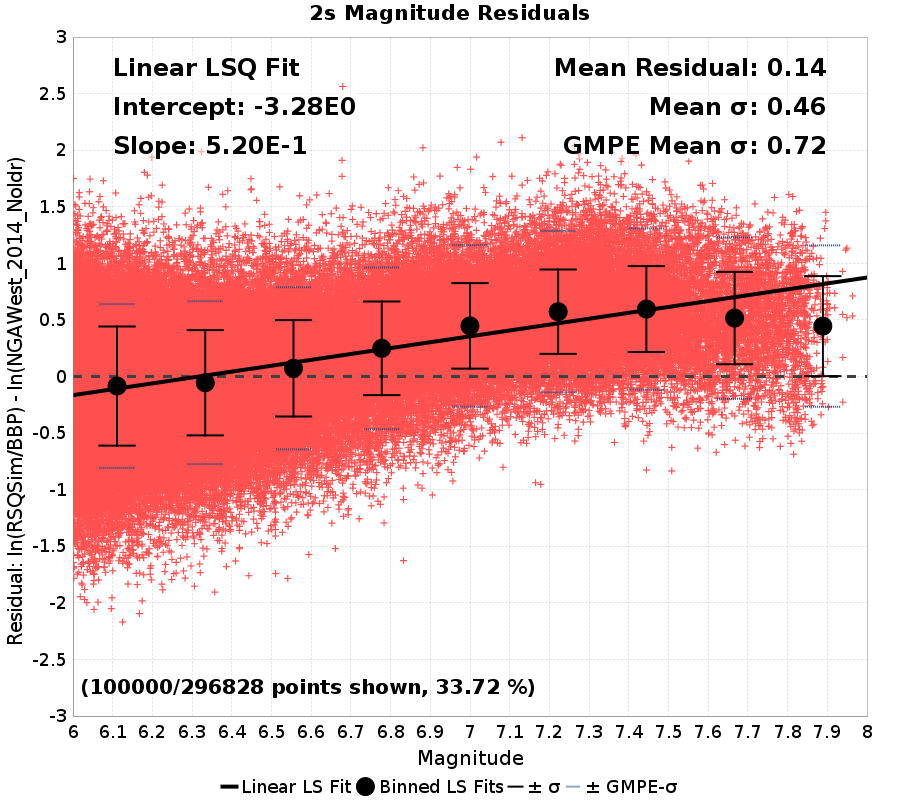 2s Magnitude Residuals
Linear LSQ Fit
Intercept: -3.28E0
Slope: 5.20E-1
Mean Residual: 0.14
Mean σ: 0.46
GMPE Mean σ: 0.72
Residual: ln(RSQSim/BBP) - ln(NGAWest_2014_NoIdr)
3
2.5
2
1.5
1
0.5
0
-0.5
-1
-1.5
-2
-2.5
-3
(100000/296828 points shown, 33.72 %)
6 6.1 6.2 6.3 6.4 6.5 6.6 6.7 6.8 6.9 7 7.1 7.2 7.3 7.4 7.5 7.6 7.7 7.8 7.9 8
Magnitude
Linear LS Fit Binned LS Fits ± σ ± GMPE-σ